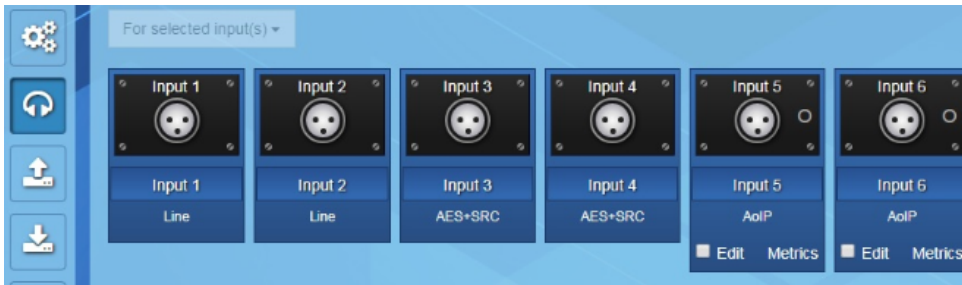 For selected input(s)
Input 1 Input 2 Input 3 Input 4 Input 5 Input 6
Input 1 Input 2 Input 3 Input 4 Input 5 Input 6
Line Line AES+SRC AES+SRC AoIP AoIP
Edit Metrics Edit Metrics